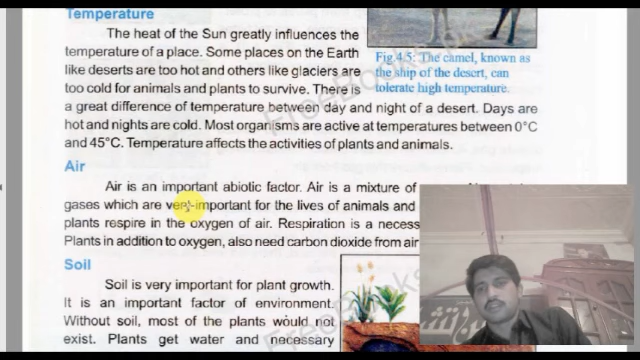 Temperature
The heat of the Sun greatly influences the
temperature of a place. Some places on the Earth
like deserts are too hot and others like glaciers are
too cold for animals and plants to survive. There is
a great difference of temperature between day and night of a desert. Days are
hot and nights are cold. Most organisms are active at temperatures between 0°C
and 45°C. Temperature affects the activities of plants and animals.
Fig.4.5: The camel, known as
the ship of the desert, can
tolerate high temperature.
Air
Air is an important abiotic factor. Air is a mixture of
gases which are very important for the lives of animals and
plants respire in the oxygen of air. Respiration is a
Plants in addition to oxygen, also need carbon dioxide from air
Soil
Soil is very important for plant growth.
It is an important factor of environment.
Without soil, most of the plants would not
exist. Plants get water and necessary